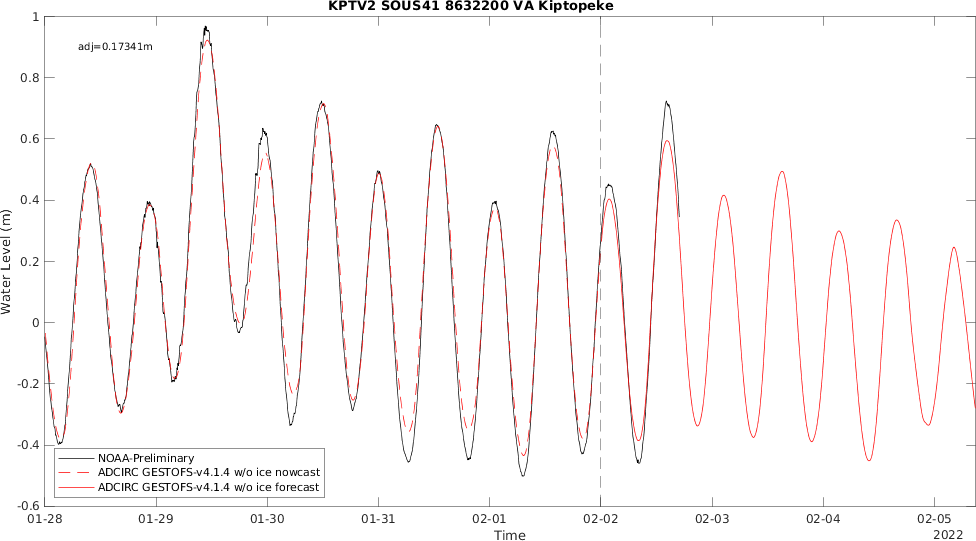 KPTV2 SOUS41 8632200 VA Kiptopeke
adj=0.17341m
Water Level (m)
1
0.8
0.6
0.4
0.2
0
-0.2
-0.4
-0.6
NOAA-Preliminary
ADCIRC GESTOFS-v4.1.4 w/o ice nowcast
ADCIRC GESTOFS-v4.1.4 w/o ice forecast
01-28 01-29 01-30 01-31 02-01 02-02 02-03 02-04 02-05
Time
2022